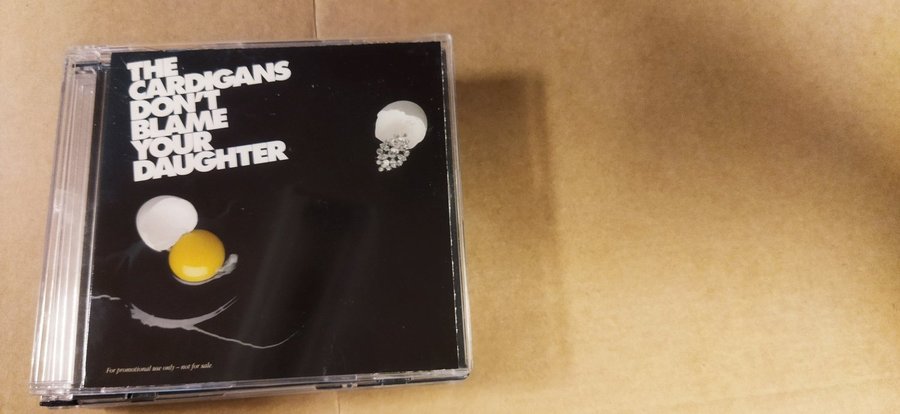 THE
CARDIGANS
DON'T
BLAME
YOUR
DAUGHTER
For promotional use only – not for sale